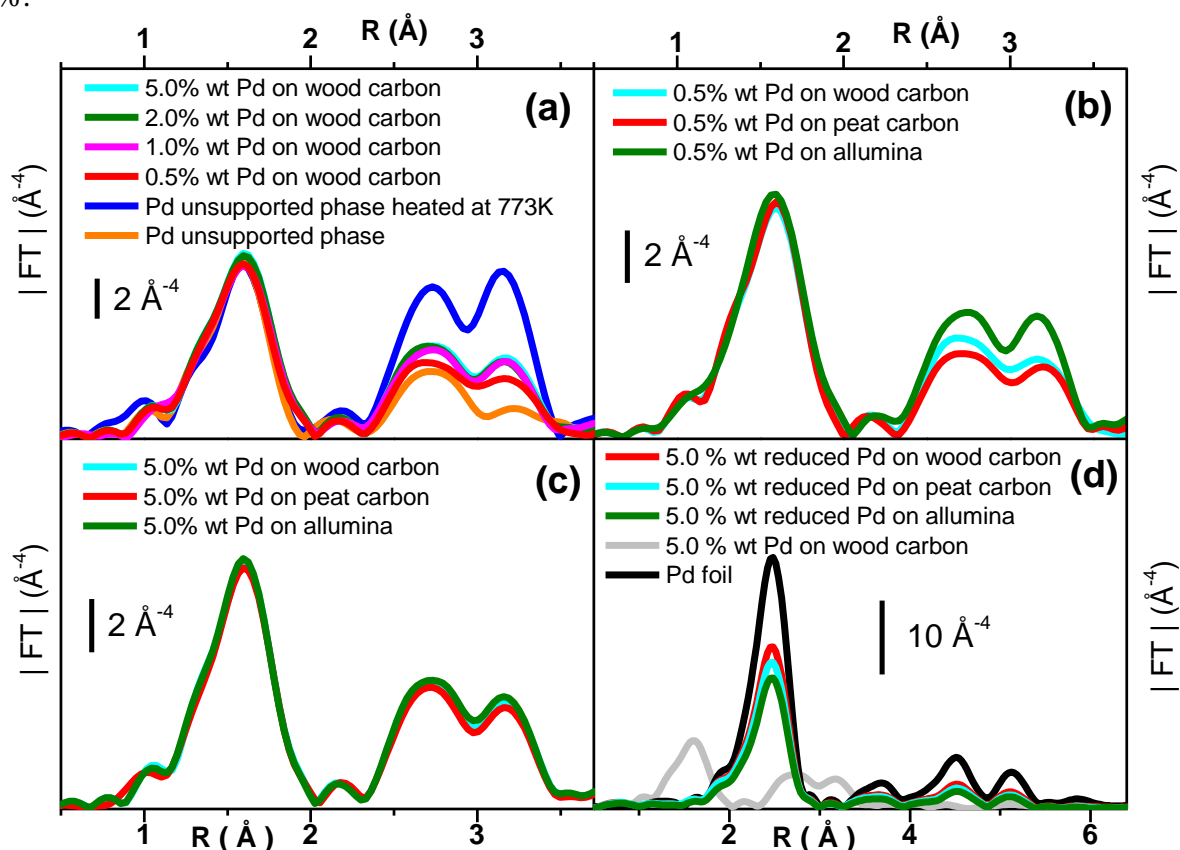 %.
R (Å)
R (Å)
1 2 3
1 2 3
5.0% wt Pd on wood carbon
2.0% wt Pd on wood carbon
1.0% wt Pd on wood carbon
0.5% wt Pd on wood carbon
Pd unsupported phase heated at 773K
Pd unsupported phase
(a)
2 Å-4
| FT | (Å-4)
0.5% wt Pd on wood carbon
0.5% wt Pd on peat carbon
0.5% wt Pd on allumina
(b)
2 Å-4
| FT | (Å-4)
5.0% wt Pd on wood carbon
5.0% wt Pd on peat carbon
5.0% wt Pd on allumina
(c)
2 Å-4
| FT | (Å-4)
5.0 % wt reduced Pd on wood carbon
5.0 % wt reduced Pd on peat carbon
5.0 % wt reduced Pd on allumina
5.0 % wt Pd on wood carbon
Pd foil
(d)
10 Å-4
| FT | (Å-4)
1 2 3
2 4 6
R ( Å )
R ( Å )